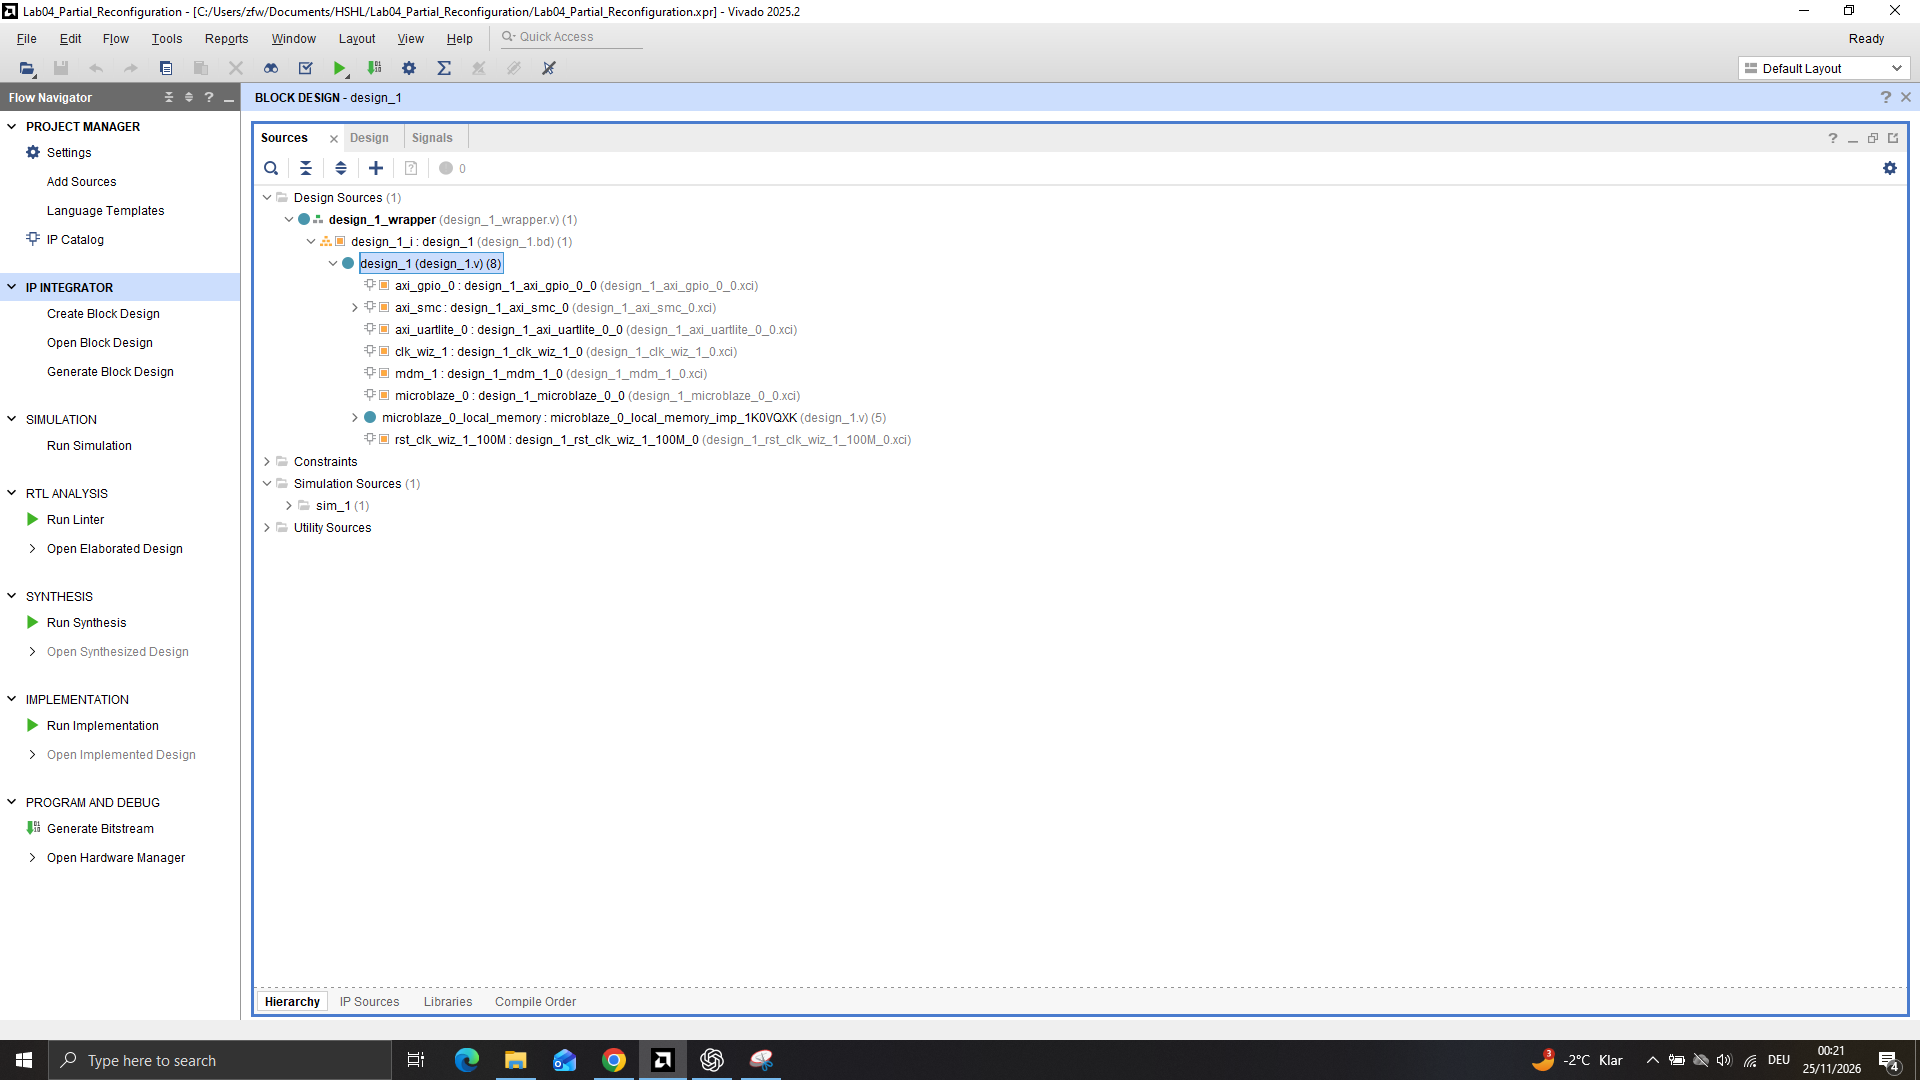 Lab04_Partial_Reconfiguration - [C:/Users/zfw/Documents/HSHL/Lab04_Partial_Reconfiguration/Lab04_Partial_Reconfiguration.xpr] - Vivado 2025.2
File Edit Flow Tools Reports Window Layout View Help Quick Access Ready
Default Layout
Flow Navigator
PROJECT MANAGER
Settings
Add Sources
Language Templates
IP Catalog
IP INTEGRATOR
Create Block Design
Open Block Design
Generate Block Design
SIMULATION
Run Simulation
RTL ANALYSIS
Run Linter
Open Elaborated Design
SYNTHESIS
Run Synthesis
Open Synthesized Design
IMPLEMENTATION
Run Implementation
Open Implemented Design
PROGRAM AND DEBUG
Generate Bitstream
Open Hardware Manager
BLOCK DESIGN - design_1
Sources Design Signals
0
Design Sources (1)
design_1_wrapper (design_1_wrapper.v) (1)
design_1_i : design_1 (design_1.bd) (1)
design_1 (design_1.v) (8)
axi_gpio_0 : design_1_axi_gpio_0_0 (design_1_axi_gpio_0_0.xci)
axi_smc : design_1_axi_smc_0 (design_1_axi_smc_0.xci)
axi_uartlite_0 : design_1_axi_uartlite_0_0 (design_1_axi_uartlite_0_0.xci)
clk_wiz_1 : design_1_clk_wiz_1_0 (design_1_clk_wiz_1_0.xci)
mdm_1 : design_1_mdm_1_0 (design_1_mdm_1_0.xci)
microblaze_0 : design_1_microblaze_0_0 (design_1_microblaze_0_0.xci)
microblaze_0_local_memory : microblaze_0_local_memory_imp_1K0VQXK (design_1.v) (5)
rst_clk_wiz_1_100M : design_1_rst_clk_wiz_1_100M_0 (design_1_rst_clk_wiz_1_100M_0.xci)
Constraints
Simulation Sources (1)
sim_1 (1)
Utility Sources
Hierarchy IP Sources Libraries Compile Order
Type here to search
3 -2°C Klar
DEU
00:21
25/11/2026
4